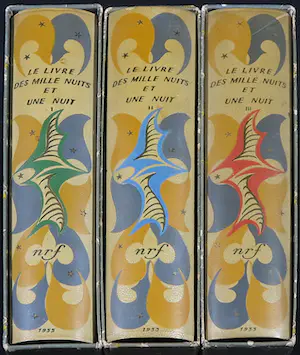 LE LIVRE
DES MILLE NUITS
ET
UNE NUIT
I
nrf
1955
LE LIVRE
DES MILLE NUITS
ET
UNE NUIT
II
nrf
1955
LE LIVRE
DES MILLE NUITS
ET
UNE NUIT
III
nrf
1955